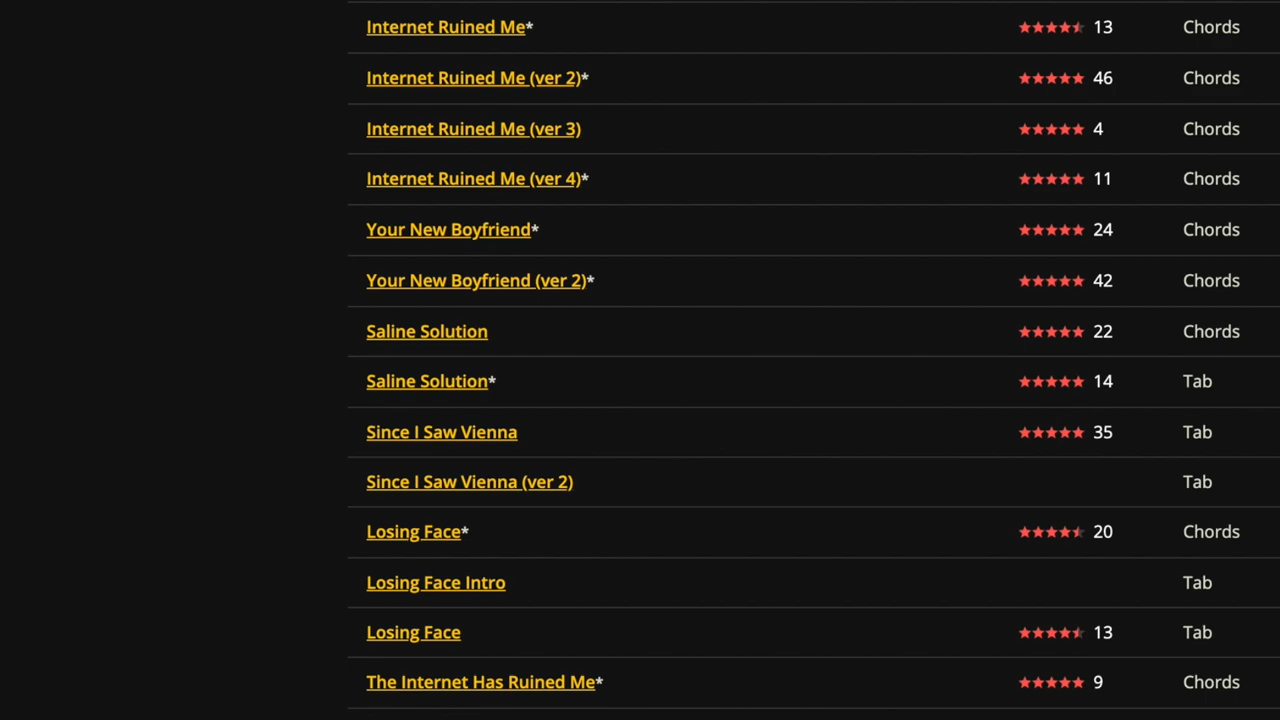 Internet Ruined Me* 13 Chords
Internet Ruined Me (ver 2)* 46 Chords
Internet Ruined Me (ver 3) 4 Chords
Internet Ruined Me (ver 4)* 11 Chords
Your New Boyfriend* 24 Chords
Your New Boyfriend (ver 2)* 42 Chords
Saline Solution 22 Chords
Saline Solution* 14 Tab
Since I Saw Vienna 35 Tab
Since I Saw Vienna (ver 2) Tab
Losing Face* 20 Chords
Losing Face Intro Tab
Losing Face 13 Tab
The Internet Has Ruined Me* 9 Chords